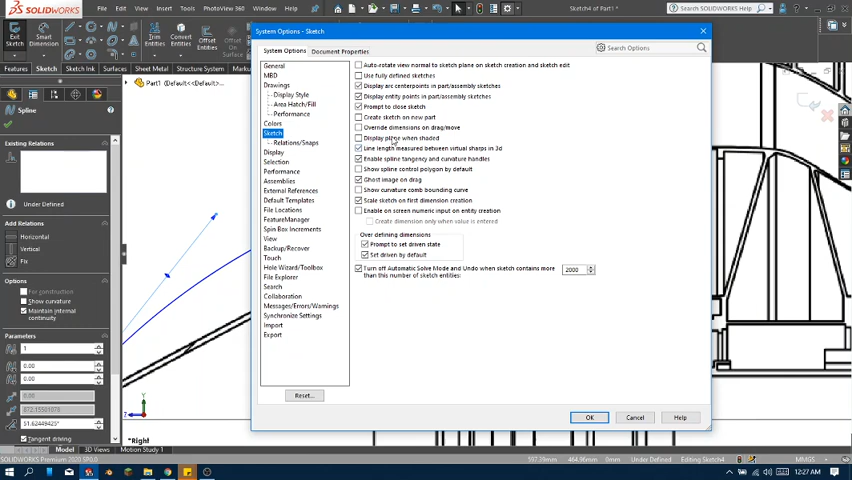 SOLIDWORKS
Sketch4 of Part1 *
Search SOLIDWORKS Help
Exit
Sketch
Smart
Dimension
Trim
Entities
Convert
Entities
Offset
Entities
Features
Sketch
Sheet Metal
Structure System
Part1 (Default<<Default>...
Spline
Existing Relations
Under Defined
Add Relations
Horizontal
Vertical
Fix
Options
For construction
Show curvature
Maintain internal
continuity
Parameters
1
0.00
0.00
0.00
872.15501078
51.62449425°
Tangent driving
*Right
Y
Z
Model
3D Views
Motion Study 1
SOLIDWORKS Premium 2020 SP0.0
System Options - Sketch
System Options
Document Properties
Search Options
General
MBD
Drawings
Display Style
Area Hatch/Fill
Performance
Colors
Sketch
Relations/Snaps
Display
Selection
Performance
Assemblies
External References
Default Templates
File Locations
FeatureManager
Spin Box Increments
View
Backup/Recover
Touch
Hole Wizard/Toolbox
File Explorer
Search
Collaboration
Messages/Errors/Warnings
Synchronize Settings
Import
Export
Reset...
Auto-rotate view normal to sketch plane on sketch creation and sketch edit
Use fully defined sketches
Display arc centerpoints in part/assembly sketches
Display entity points in part/assembly sketches
Prompt to close sketch
Create sketch on new part
Override dimensions on drag/move
Display plane when shaded
Line length measured between virtual sharps in 3d
Enable spline tangency and curvature handles
Show spline control polygon by default
Ghost image on drag
Show curvature comb bounding curve
Scale sketch on first dimension creation
Enable on screen numeric input on entity creation
Create dimension only when value is entered
Over defining dimensions
Prompt to set driven state
Set driven by default
Turn off Automatic Solve Mode and Undo when sketch contains more
than this number of sketch entities:
2000
OK
Cancel
Help
597.39mm
464.96mm
0mm
Under Defined
Editing Sketch4
MMGS
12:27 AM